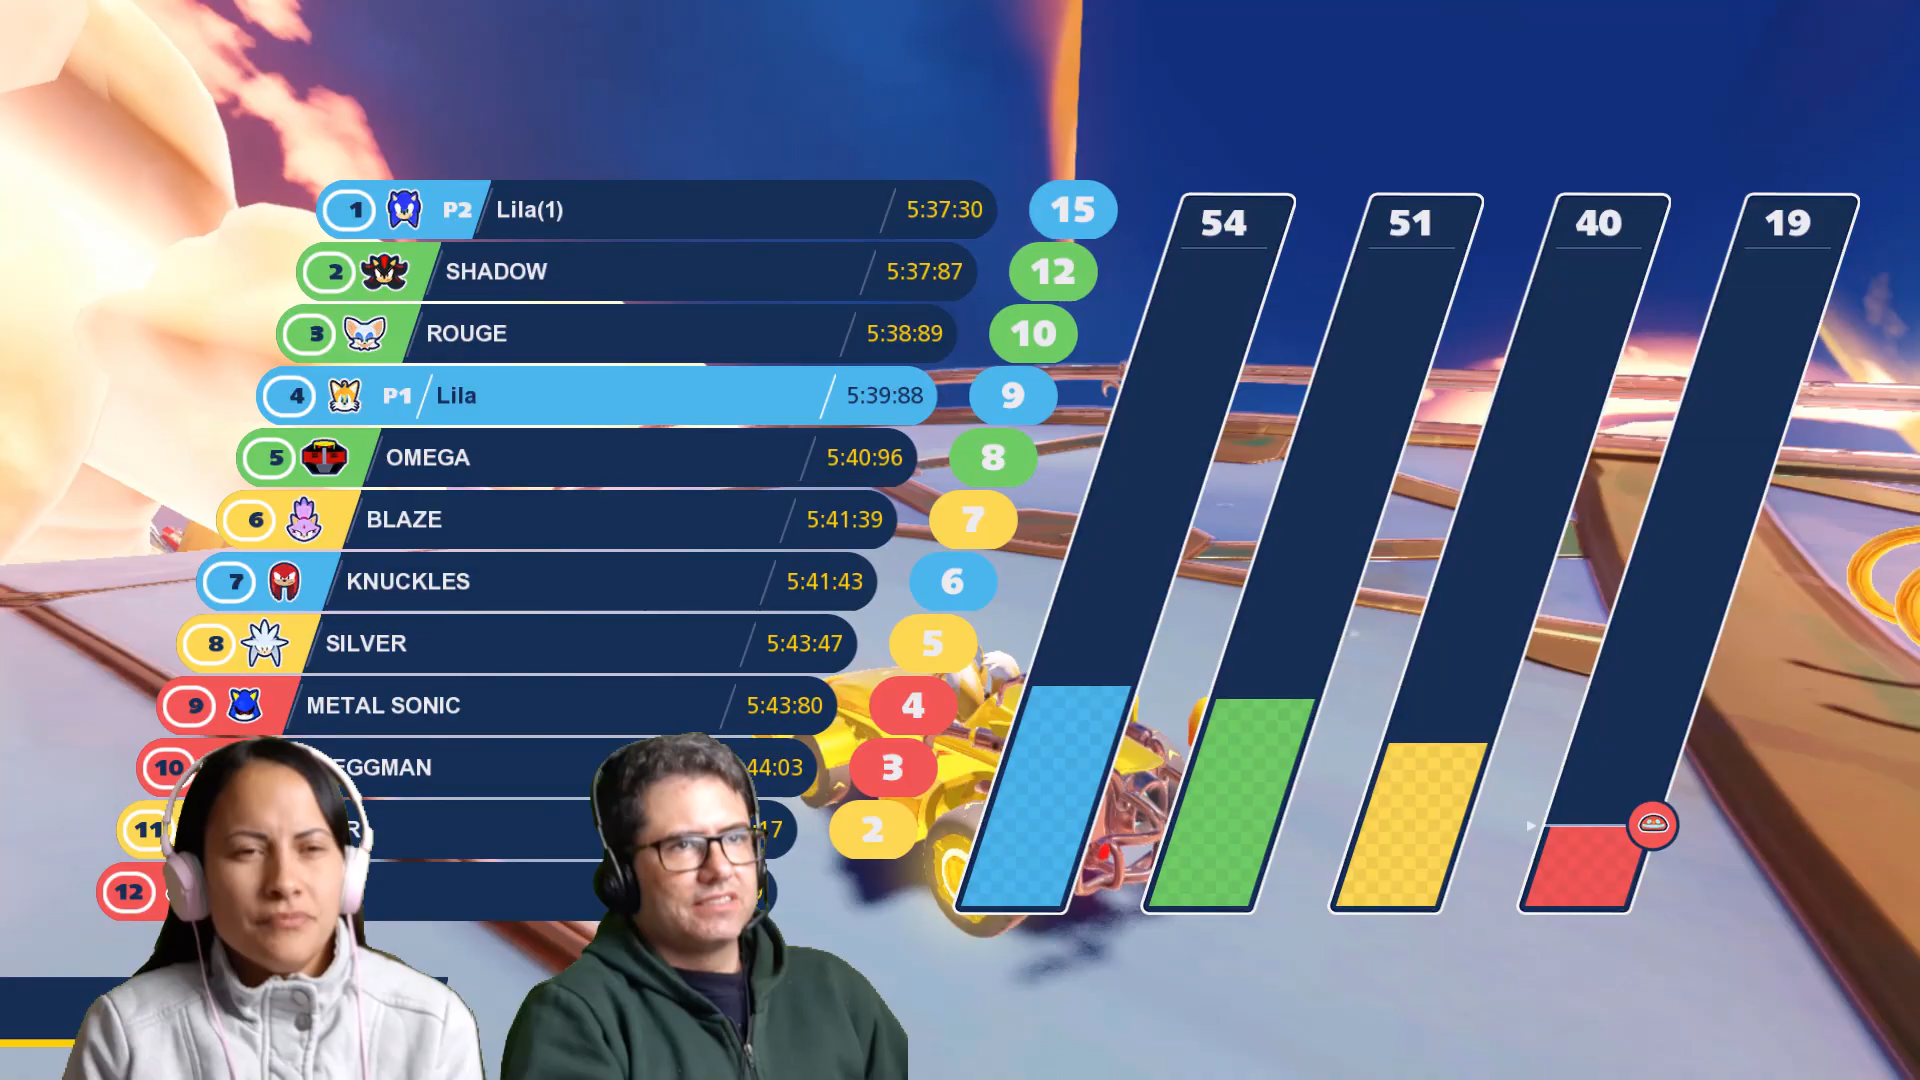 1 P2 Lila(1) 5:37:30 15
2 SHADOW 5:37:87 12
3 ROUGE 5:38:89 10
4 P1 Lila 5:39:88 9
5 OMEGA 5:40:96 8
6 BLAZE 5:41:39 7
7 KNUCKLES 5:41:43 6
8 SILVER 5:43:47 5
9 METAL SONIC 5:43:80 4
10 EGGMAN 44:03 3
11 R :17 2
12
54 51 40 19